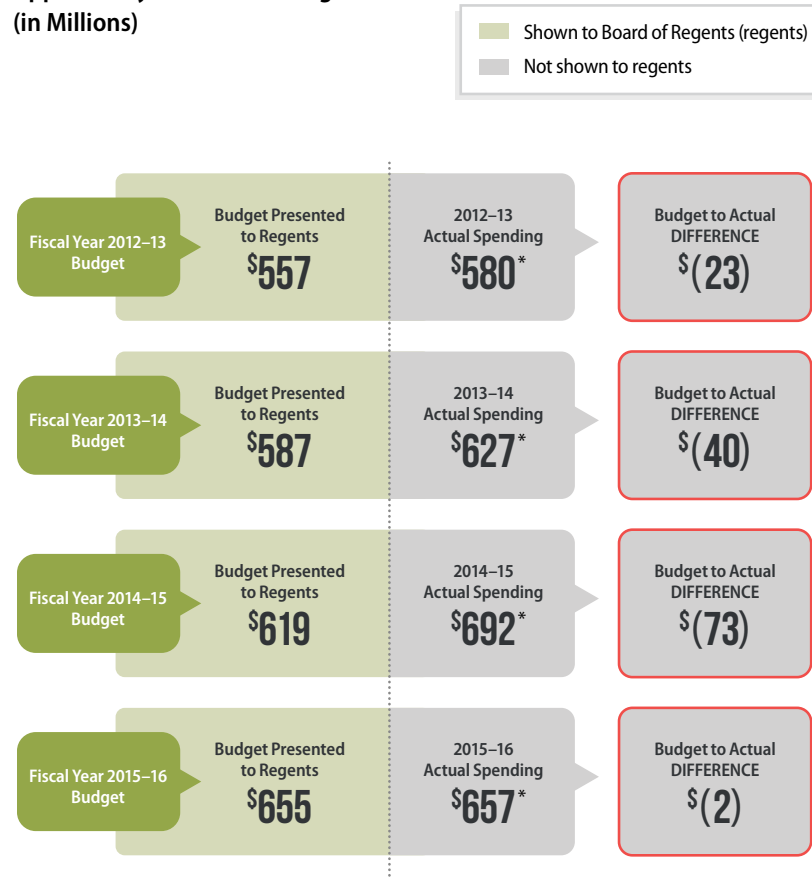 (in Millions)
Shown to Board of Regents (regents)
Not shown to regents
Fiscal Year 2012–13
Budget
Budget Presented
to Regents
$557
2012–13
Actual Spending
$580*
Budget to Actual
DIFFERENCE
$(23)
Fiscal Year 2013–14
Budget
Budget Presented
to Regents
$587
2013–14
Actual Spending
$627*
Budget to Actual
DIFFERENCE
$(40)
Fiscal Year 2014–15
Budget
Budget Presented
to Regents
$619
2014–15
Actual Spending
$692*
Budget to Actual
DIFFERENCE
$(73)
Fiscal Year 2015–16
Budget
Budget Presented
to Regents
$655
2015–16
Actual Spending
$657*
Budget to Actual
DIFFERENCE
$(2)